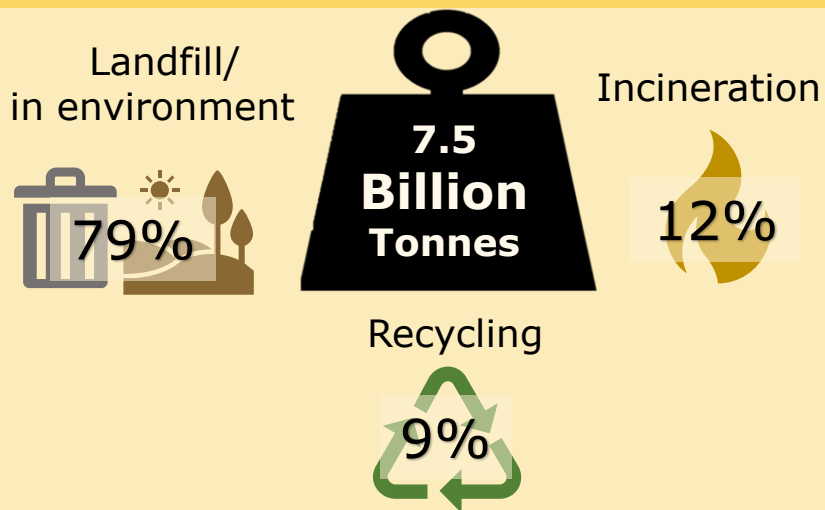 Landfill/
in environment
79%
7.5
Billion
Tonnes
Incineration
12%
Recycling
9%